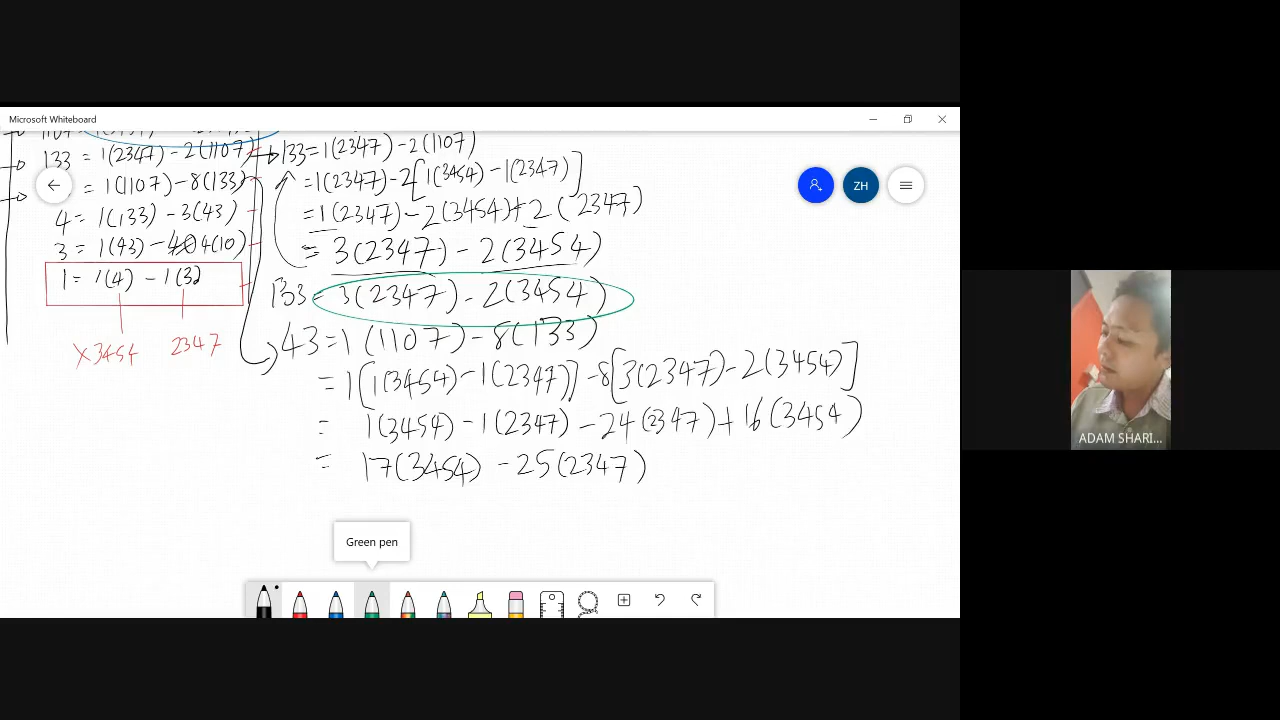 Microsoft Whiteboard
133 = 1(2347) - 2(1107)
= 1(1107) - 8(133)
4 = 1(133) - 3(43)
3 = 1(43) - 4(10)
1 = 1(4) - 1(3)
X3454 2347
133 = 1(2347) - 2(1107)
= 1(2347) - 2[1(3454) - 1(2347)]
= 1(2347) - 2(3454) + 2(2347)
= 3(2347) - 2(3454)
133 = 3(2347) - 2(3454)
43 = 1(1107) - 8(133)
= 1[1(3454) - 1(2347)] - 8[3(2347) - 2(3454)]
= 1(3454) - 1(2347) - 24(2347) + 16(3454)
= 17(3454) - 25(2347)
ZH
Green pen
ADAM SHARI...